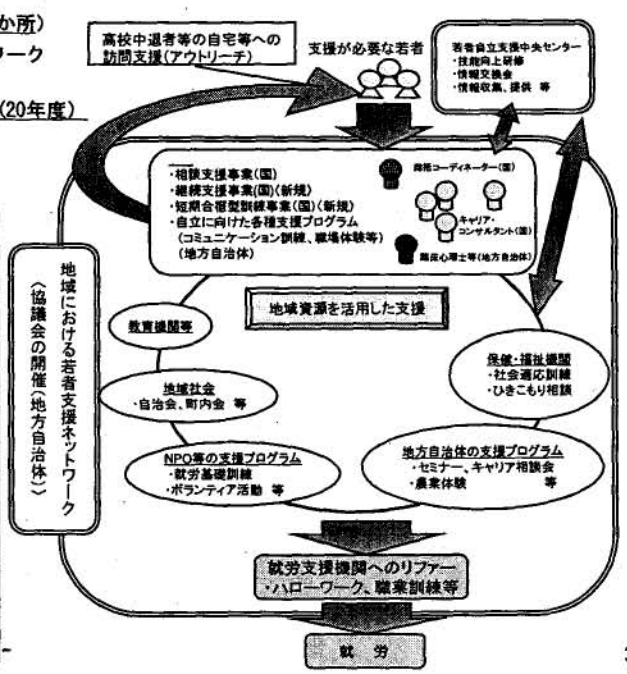 か所)
ワーク
(20年度)
高校中退者等の自宅等への
訪問支援(アウトリーチ)
支援が必要な若者
若者自立支援中央センター
・技能向上研修
・情報交換会
・情報収集、提供 等
・相談支援事業(国)
・継続支援事業(国)(新規)
・短期合宿型訓練事業(国)(新規)
・自立に向けた各種支援プログラム
(コミュニケーション訓練、職場体験等)
(地方自治体)
コーディネーター(国)
キャリア・
コンサルタント(国)
臨床心理士等(地方自治体)
地域における若者支援ネットワーク
(協議会の開催(地方自治体))
地域資源を活用した支援
教育機関等
地域社会
・自治会、町内会 等
NPO等の支援プログラム
・就労基礎訓練
・ボランティア活動 等
保健・福祉機関
・社会適応訓練
・ひきこもり相談
地方自治体の支援プログラム
・セミナー、キャリア相談会
・農業体験 等
就労支援機関へのリファー
・ハローワーク、職業訓練等
就 労